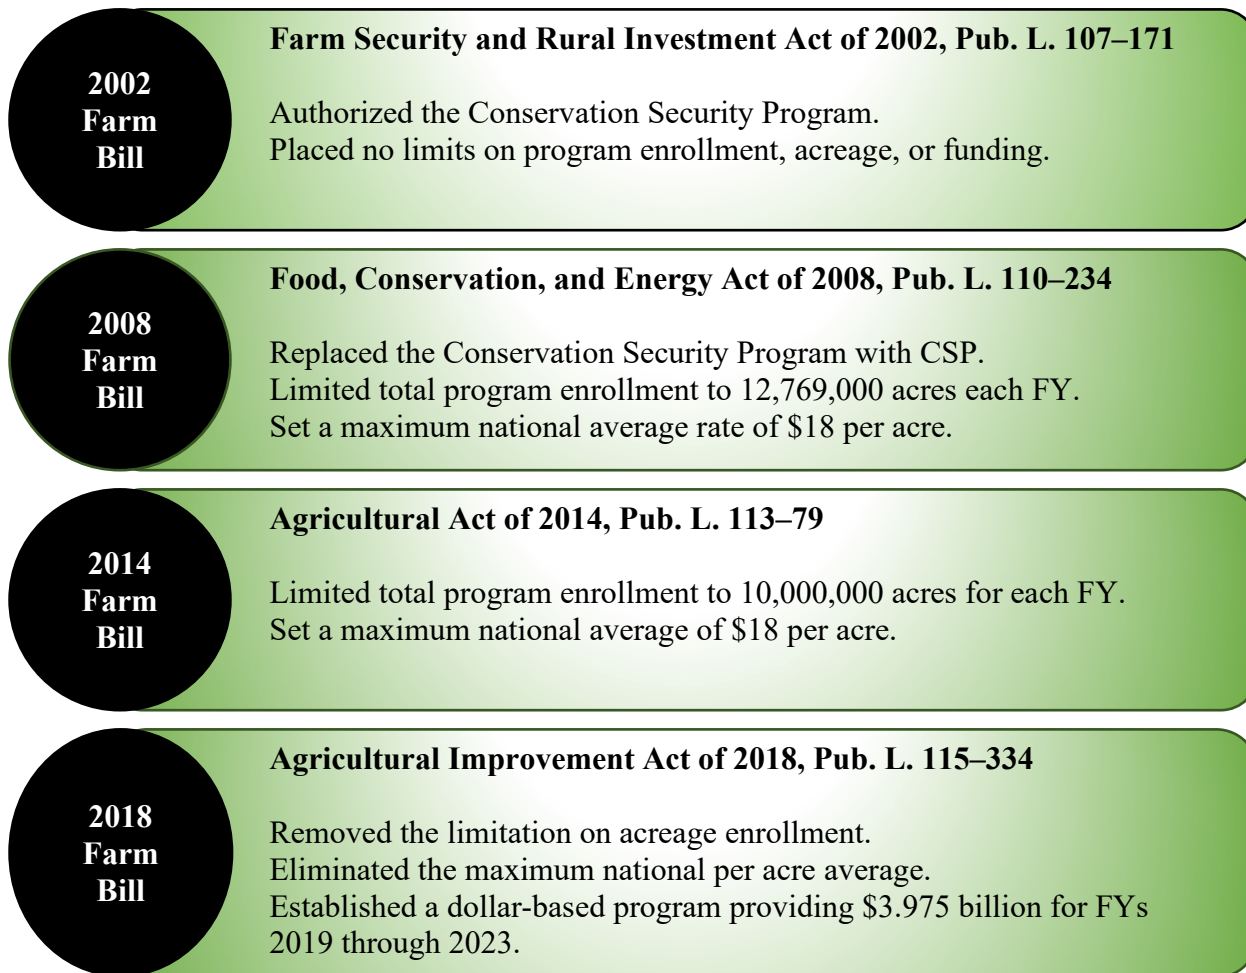 2002
Farm
Bill
Farm Security and Rural Investment Act of 2002, Pub. L. 107–171
Authorized the Conservation Security Program.
Placed no limits on program enrollment, acreage, or funding.
2008
Farm
Bill
Food, Conservation, and Energy Act of 2008, Pub. L. 110–234
Replaced the Conservation Security Program with CSP.
Limited total program enrollment to 12,769,000 acres each FY.
Set a maximum national average rate of $18 per acre.
2014
Farm
Bill
Agricultural Act of 2014, Pub. L. 113–79
Limited total program enrollment to 10,000,000 acres for each FY.
Set a maximum national average of $18 per acre.
2018
Farm
Bill
Agricultural Improvement Act of 2018, Pub. L. 115–334
Removed the limitation on acreage enrollment.
Eliminated the maximum national per acre average.
Established a dollar-based program providing $3.975 billion for FYs
2019 through 2023.